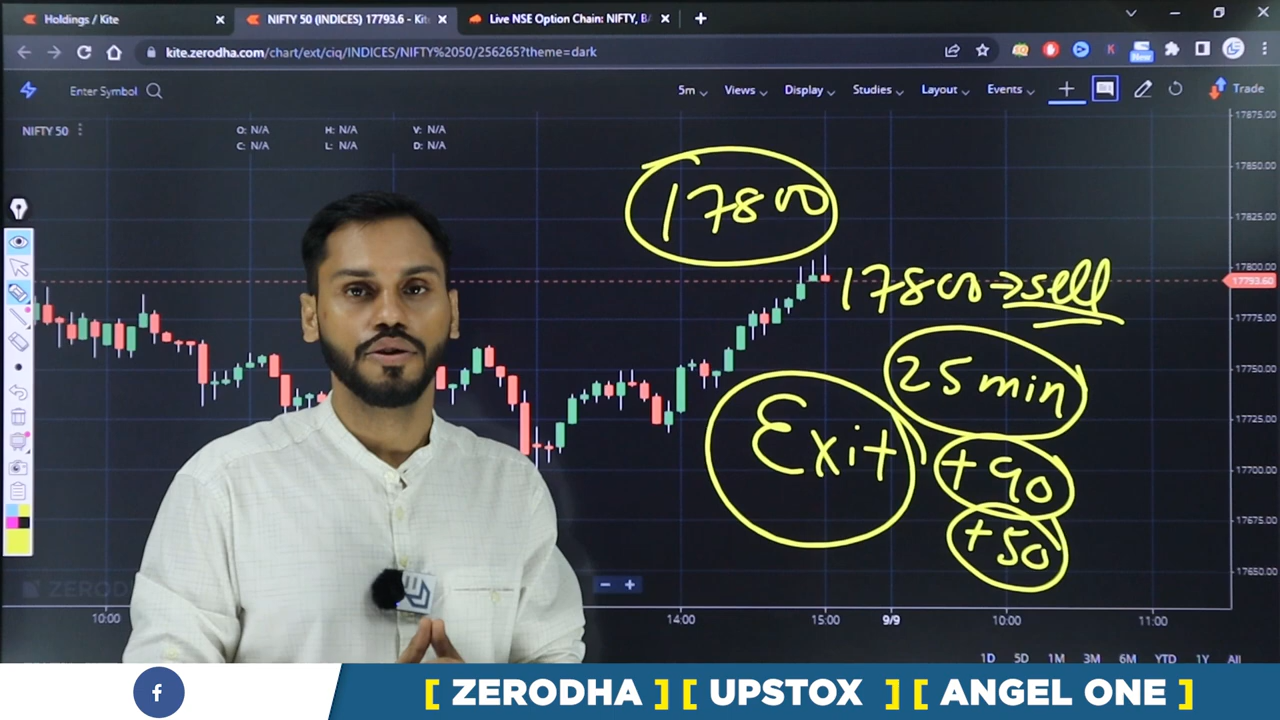 Holdings / Kite
NIFTY 50 (INDICES) 17793.6 - Kit
Live NSE Option Chain: NIFTY, BA
kite.zerodha.com/chart/ext/ciq/INDICES/NIFTY%2050/256265?theme=dark
K
New
Enter Symbol
5m
Views
Display
Studies
Layout
Events
Trade
NIFTY 50
O: N/A H: N/A V: N/A
C: N/A L: N/A D: N/A
17875.00
17850.00
17825.00
17800.00
17793.60
17775.00
17750.00
17725.00
17700.00
17675.00
17650.00
17800
17800→sell
25 min
Exit
+90
+50
ZEROD
10:00
14:00
15:00
9/9
10:00
11:00
1D 5D 1M 3M 6M YTD 1Y All
f
[ ZERODHA ] [ UPSTOX ] [ ANGEL ONE ]